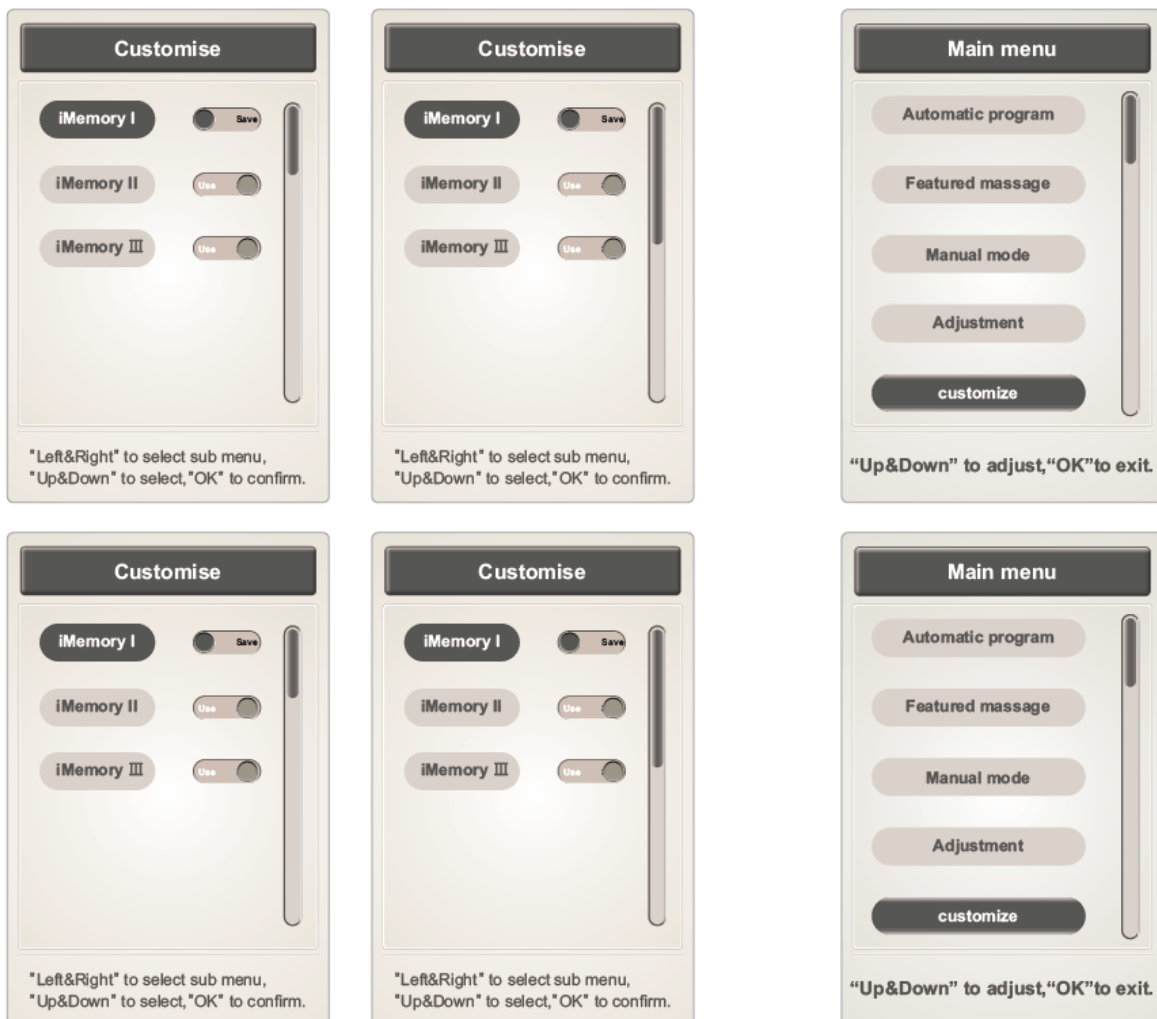 Customise
iMemory I
Save
iMemory II
Use
iMemory III
Use
"Left&Right" to select sub menu,
"Up&Down" to select,"OK" to confirm.
Customise
iMemory I
Save
iMemory II
Use
iMemory III
Use
"Left&Right" to select sub menu,
"Up&Down" to select,"OK" to confirm.
Main menu
Automatic program
Featured massage
Manual mode
Adjustment
customize
“Up&Down” to adjust,“OK”to exit.
Customise
iMemory I
Save
iMemory II
Use
iMemory III
Use
"Left&Right" to select sub menu,
"Up&Down" to select,"OK" to confirm.
Customise
iMemory I
Save
iMemory II
Use
iMemory III
Use
"Left&Right" to select sub menu,
"Up&Down" to select,"OK" to confirm.
Main menu
Automatic program
Featured massage
Manual mode
Adjustment
customize
“Up&Down” to adjust,“OK”to exit.